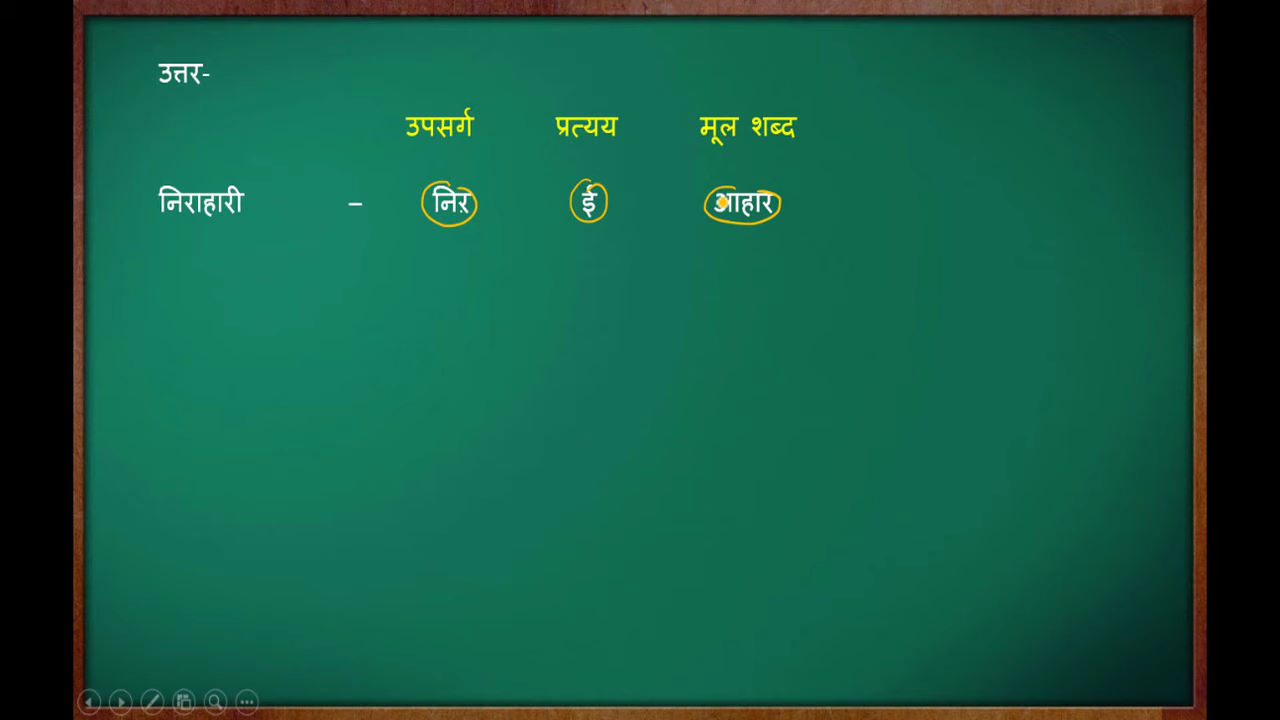 उत्तर-
उपसर्ग प्रत्यय मूल शब्द
निराहारी – निर् ई आहार